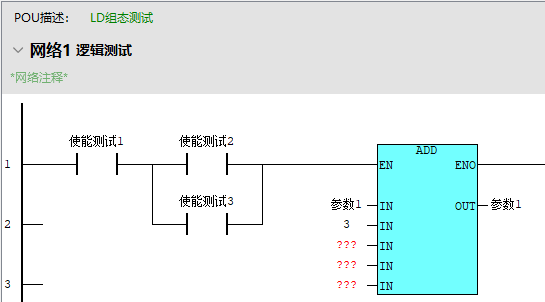 POU描述： LD组态测试
网络1 逻辑测试
*网络注释*
使能测试1 使能测试2 ADD
1 EN ENO
使能测试3
参数1 IN OUT 参数1
2 3 IN
??? IN
??? IN
3 ??? IN